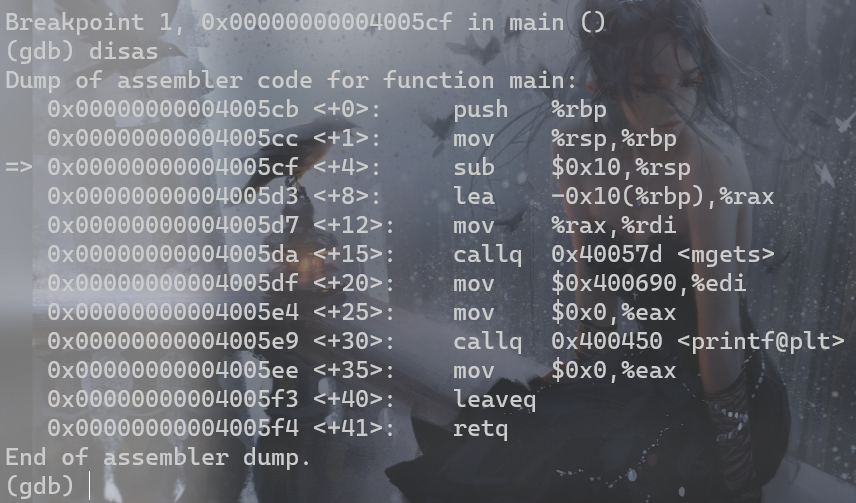 Breakpoint 1, 0x00000000004005cf in main ()
(gdb) disas
Dump of assembler code for function main:
   0x00000000004005cb <+0>:     push   %rbp
   0x00000000004005cc <+1>:     mov    %rsp,%rbp
=> 0x00000000004005cf <+4>:     sub    $0x10,%rsp
   0x00000000004005d3 <+8>:     lea    -0x10(%rbp),%rax
   0x00000000004005d7 <+12>:    mov    %rax,%rdi
   0x00000000004005da <+15>:    callq  0x40057d <mgets>
   0x00000000004005df <+20>:    mov    $0x400690,%edi
   0x00000000004005e4 <+25>:    mov    $0x0,%eax
   0x00000000004005e9 <+30>:    callq  0x400450 <printf@plt>
   0x00000000004005ee <+35>:    mov    $0x0,%eax
   0x00000000004005f3 <+40>:    leaveq
   0x00000000004005f4 <+41>:    retq
End of assembler dump.
(gdb)